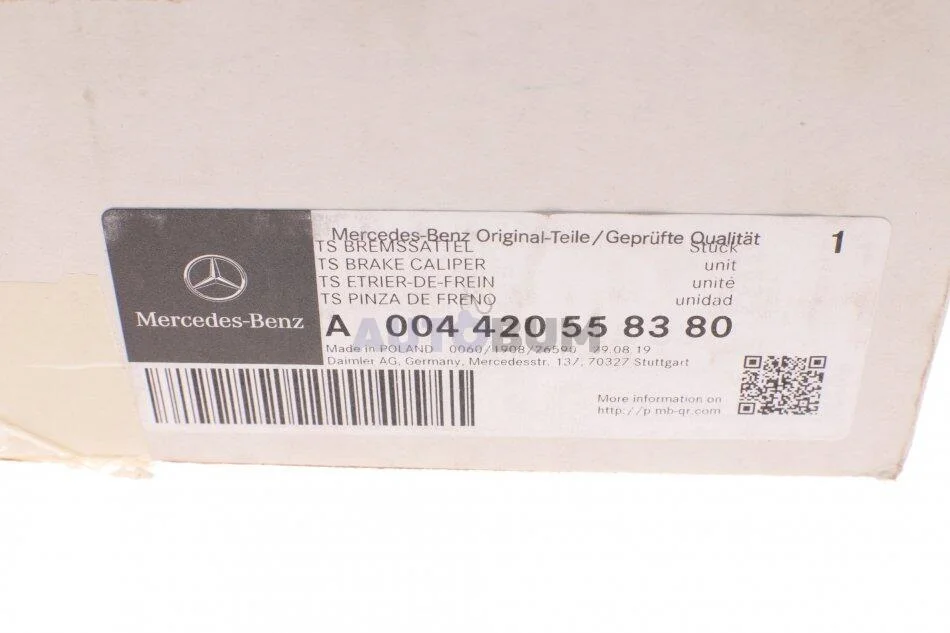 Mercedes-Benz Original-Teile/Geprüfte Qualität 1
TS BREMSSATTEL Stück
TS BRAKE CALIPER unit
TS ETRIER-DE-FREIN unité
TS PINZA DE FRENO unidad
Mercedes-Benz
A 004 420 55 83 80
AUTOBUM
Made in POLAND 0060/1908/26590 29.08.19
Daimler AG, Germany, Mercedesstr. 137, 70327 Stuttgart
More information on
http://p.mb-qr.com